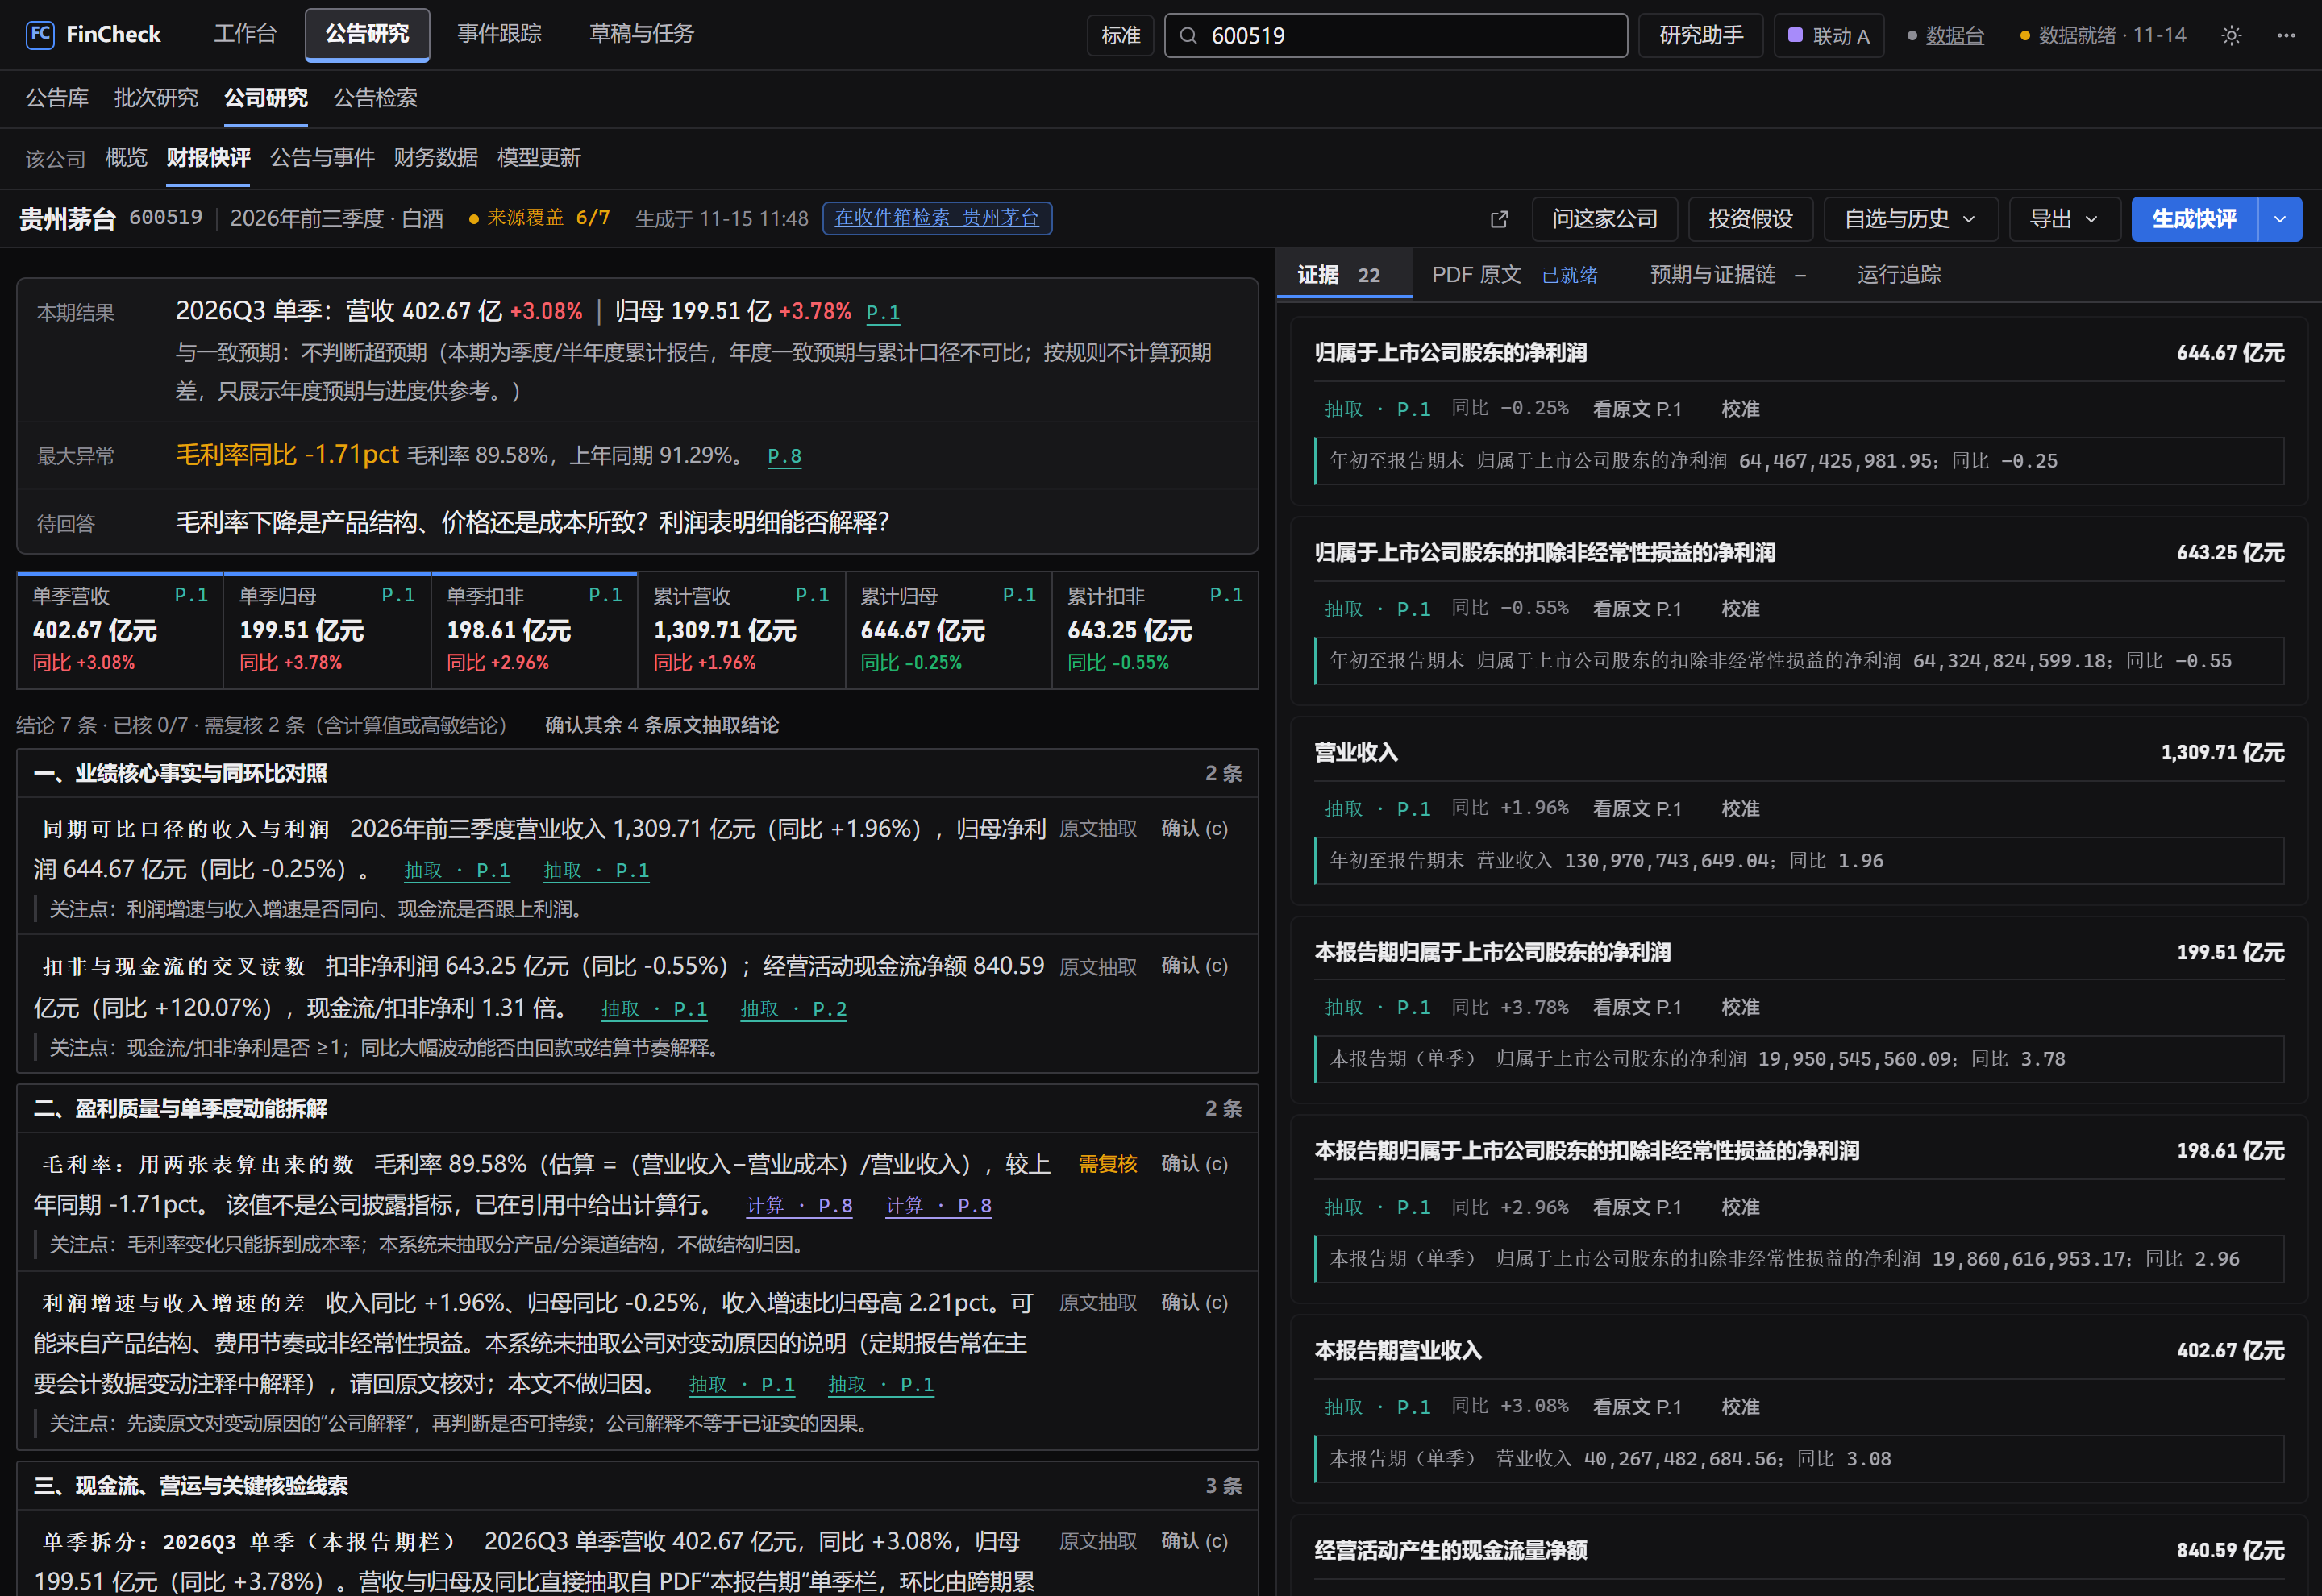 FC FinCheck 工作台 公告研究 事件跟踪 草稿与任务 标准 600519 研究助手 联动 A 数据台 数据就绪 · 11-14
公告库 批次研究 公司研究 公告检索
该公司 概览 财报快评 公告与事件 财务数据 模型更新
贵州茅台 600519 2026年前三季度 · 白酒 来源覆盖 6/7 生成于 11-15 11:48 在收件箱检索 贵州茅台 问这家公司 投资假设 自选与历史 导出 生成快评
本期结果 2026Q3 单季：营收 402.67 亿 +3.08% | 归母 199.51 亿 +3.78% P.1
与一致预期：不判断超预期（本期为季度/半年度累计报告，年度一致预期与累计口径不可比；按规则不计算预期
差，只展示年度预期与进度供参考。）
最大异常 毛利率同比 -1.71pct 毛利率 89.58%，上年同期 91.29%。 P.8
待回答 毛利率下降是产品结构、价格还是成本所致？利润表明细能否解释？
单季营收 P.1 单季归母 P.1 单季扣非 P.1 累计营收 P.1 累计归母 P.1 累计扣非 P.1
402.67 亿元 199.51 亿元 198.61 亿元 1,309.71 亿元 644.67 亿元 643.25 亿元
同比 +3.08% 同比 +3.78% 同比 +2.96% 同比 +1.96% 同比 -0.25% 同比 -0.55%
结论 7 条 · 已核 0/7 · 需复核 2 条（含计算值或高敏结论） 确认其余 4 条原文抽取结论
一、业绩核心事实与同环比对照 2 条
同期可比口径的收入与利润 2026年前三季度营业收入 1,309.71 亿元（同比 +1.96%），归母净利 原文抽取 确认 (c)
润 644.67 亿元（同比 -0.25%）。 抽取 · P.1 抽取 · P.1
关注点：利润增速与收入增速是否同向、现金流是否跟上利润。
扣非与现金流的交叉读数 扣非净利润 643.25 亿元（同比 -0.55%）；经营活动现金流净额 840.59 原文抽取 确认 (c)
亿元（同比 +120.07%），现金流/扣非净利 1.31 倍。 抽取 · P.1 抽取 · P.2
关注点：现金流/扣非净利是否 ≥1；同比大幅波动能否由回款或结算节奏解释。
二、盈利质量与单季度动能拆解 2 条
毛利率：用两张表算出来的数 毛利率 89.58%（估算 =（营业收入−营业成本）/营业收入），较上 需复核 确认 (c)
年同期 -1.71pct。 该值不是公司披露指标，已在引用中给出计算行。 计算 · P.8 计算 · P.8
关注点：毛利率变化只能拆到成本率；本系统未抽取分产品/分渠道结构，不做结构归因。
利润增速与收入增速的差 收入同比 +1.96%、归母同比 -0.25%，收入增速比归母高 2.21pct。可 原文抽取 确认 (c)
能来自产品结构、费用节奏或非经常性损益。本系统未抽取公司对变动原因的说明（定期报告常在主
要会计数据变动注释中解释），请回原文核对；本文不做归因。 抽取 · P.1 抽取 · P.1
关注点：先读原文对变动原因的“公司解释”，再判断是否可持续；公司解释不等于已证实的因果。
三、现金流、营运与关键核验线索 3 条
单季拆分：2026Q3 单季（本报告期栏） 2026Q3 单季营收 402.67 亿元，同比 +3.08%，归母 原文抽取 确认 (c)
199.51 亿元（同比 +3.78%）。营收与归母及同比直接抽取自 PDF“本报告期”单季栏，环比由跨期累
证据 22 PDF 原文 已就绪 预期与证据链 – 运行追踪
归属于上市公司股东的净利润 644.67 亿元
抽取 · P.1 同比 −0.25% 看原文 P.1 校准
年初至报告期末 归属于上市公司股东的净利润 64,467,425,981.95；同比 −0.25
归属于上市公司股东的扣除非经常性损益的净利润 643.25 亿元
抽取 · P.1 同比 −0.55% 看原文 P.1 校准
年初至报告期末 归属于上市公司股东的扣除非经常性损益的净利润 64,324,824,599.18；同比 −0.55
营业收入 1,309.71 亿元
抽取 · P.1 同比 +1.96% 看原文 P.1 校准
年初至报告期末 营业收入 130,970,743,649.04；同比 1.96
本报告期归属于上市公司股东的净利润 199.51 亿元
抽取 · P.1 同比 +3.78% 看原文 P.1 校准
本报告期（单季） 归属于上市公司股东的净利润 19,950,545,560.09；同比 3.78
本报告期归属于上市公司股东的扣除非经常性损益的净利润 198.61 亿元
抽取 · P.1 同比 +2.96% 看原文 P.1 校准
本报告期（单季） 归属于上市公司股东的扣除非经常性损益的净利润 19,860,616,953.17；同比 2.96
本报告期营业收入 402.67 亿元
抽取 · P.1 同比 +3.08% 看原文 P.1 校准
本报告期（单季） 营业收入 40,267,482,684.56；同比 3.08
经营活动产生的现金流量净额 840.59 亿元